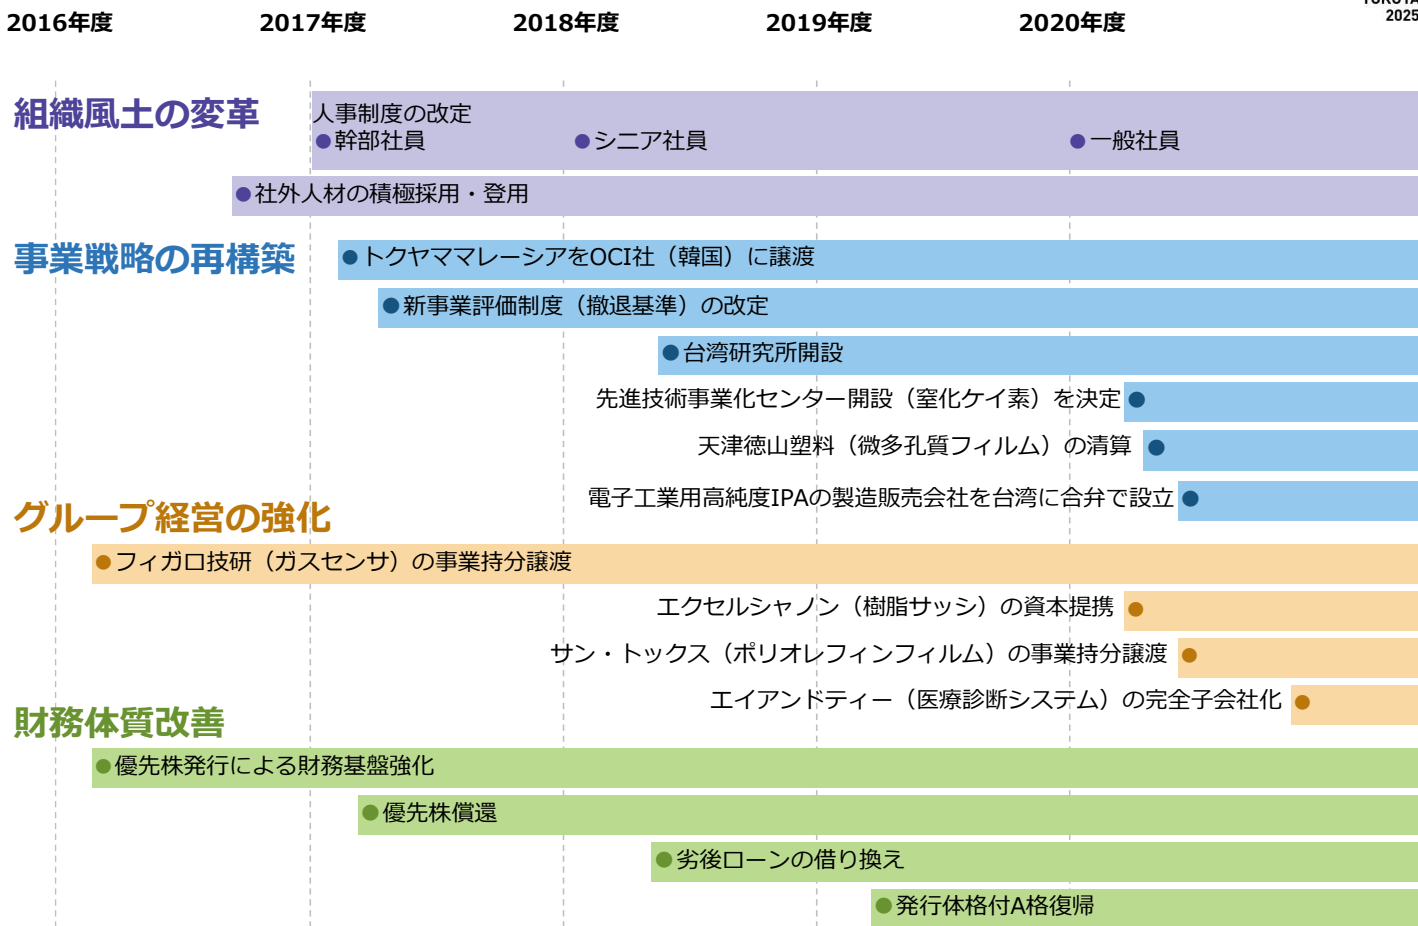 2016年度 2017年度 2018年度 2019年度 2020年度
2025
組織風土の変革
人事制度の改定
●幹部社員 ●シニア社員 ●一般社員
●社外人材の積極採用・登用
事業戦略の再構築
●トクヤママレーシアをOCI社（韓国）に譲渡
●新事業評価制度（撤退基準）の改定
●台湾研究所開設
先進技術事業化センター開設（窒化ケイ素）を決定●
天津徳山塑料（微多孔質フィルム）の清算●
電子工業用高純度IPAの製造販売会社を台湾に合弁で設立●
グループ経営の強化
●フィガロ技研（ガスセンサ）の事業持分譲渡
エクセルシャノン（樹脂サッシ）の資本提携●
サン・トックス（ポリオレフィンフィルム）の事業持分譲渡●
エイアンドティー（医療診断システム）の完全子会社化●
財務体質改善
●優先株発行による財務基盤強化
●優先株償還
●劣後ローンの借り換え
●発行体格付A格復帰